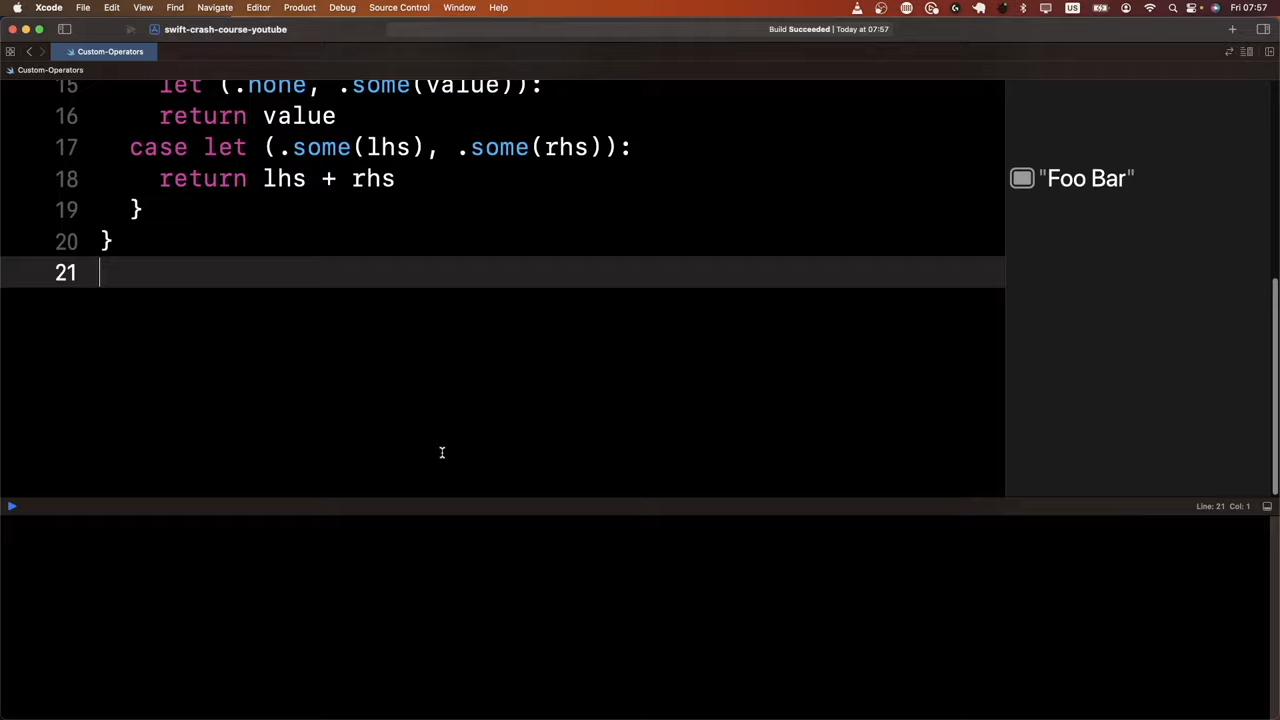 Xcode File Edit View Find Navigate Editor Product Debug Source Control Window Help Fri 07:57
swift-crash-course-youtube Build Succeeded | Today at 07:57
Custom-Operators
Custom-Operators
15 let (.none, .some(value)):
16 return value
17 case let (.some(lhs), .some(rhs)):
18 return lhs + rhs "Foo Bar"
19 }
20 }
21
Line: 21 Col: 1